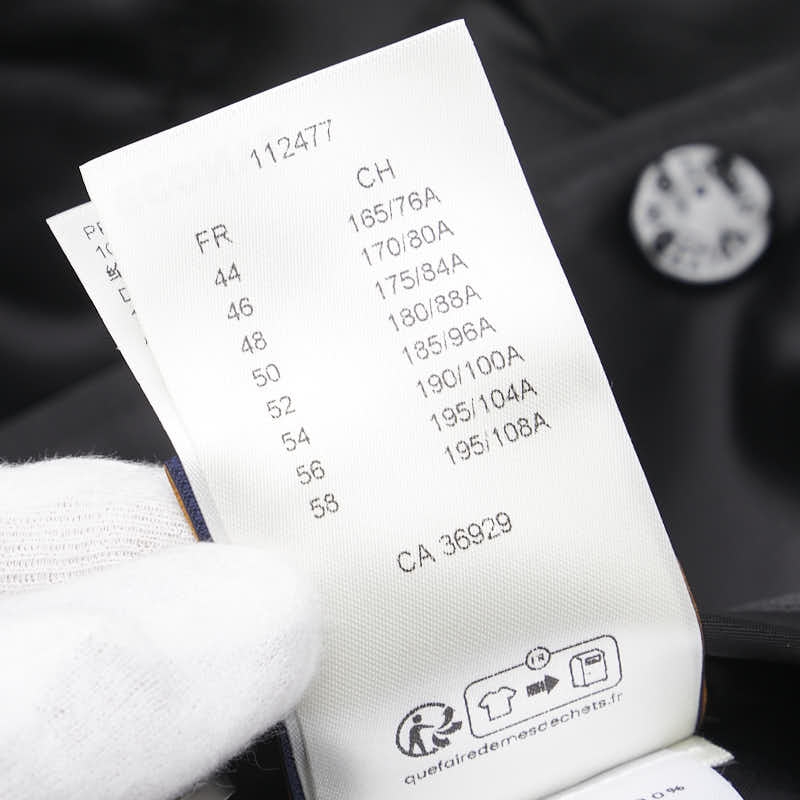 112477
FR CH
44 165/76A
46 170/80A
48 175/84A
50 180/88A
52 185/96A
54 190/100A
56 195/104A
58 195/108A
CA 36929
FR
quefairedemesdechets.fr